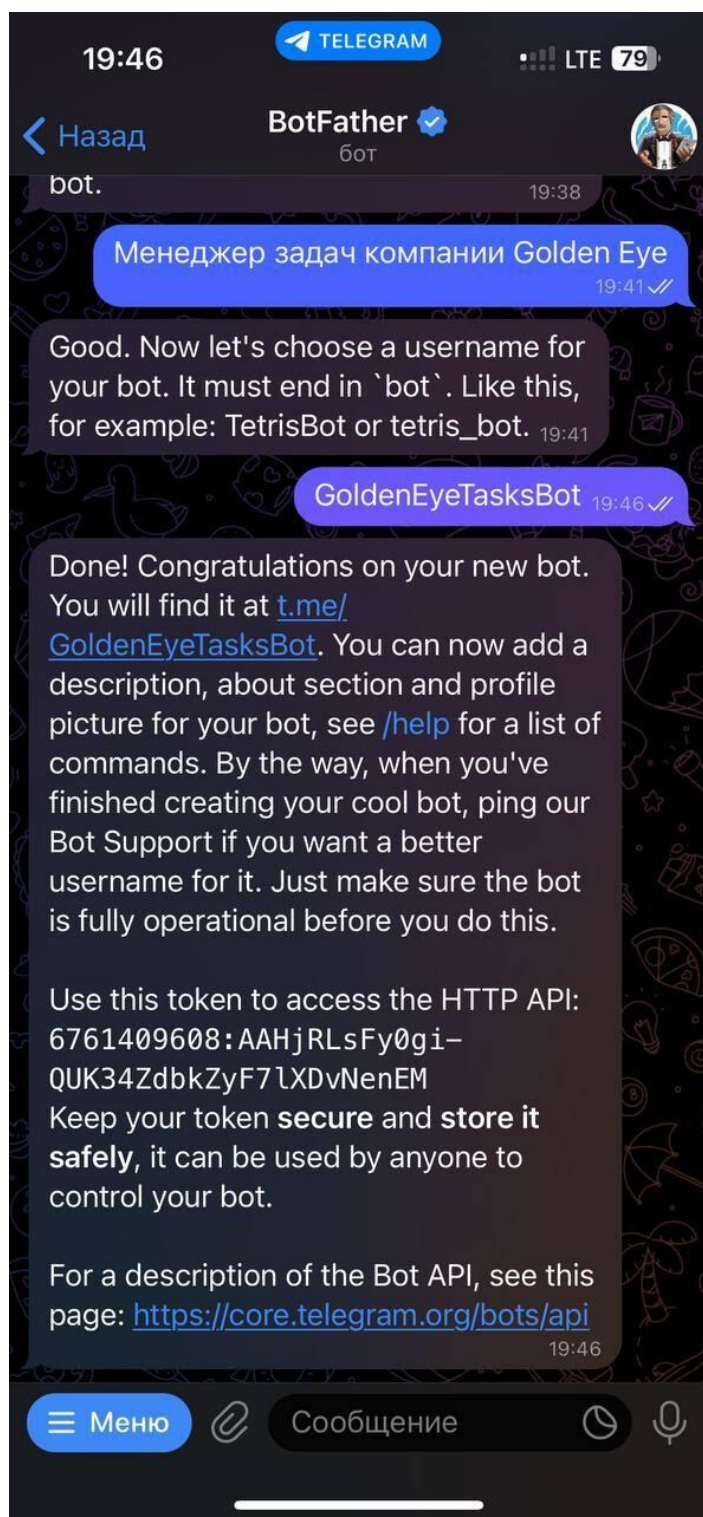 19:46
TELEGRAM
LTE 79
Назад
BotFather
бот
bot.
19:38
Менеджер задач компании Golden Eye
19:41
Good. Now let's choose a username for
your bot. It must end in `bot`. Like this,
for example: TetrisBot or tetris_bot. 19:41
GoldenEyeTasksBot 19:46
Done! Congratulations on your new bot.
You will find it at t.me/
GoldenEyeTasksBot. You can now add a
description, about section and profile
picture for your bot, see /help for a list of
commands. By the way, when you've
finished creating your cool bot, ping our
Bot Support if you want a better
username for it. Just make sure the bot
is fully operational before you do this.
Use this token to access the HTTP API:
6761409608:AAHjRLsFy0gi-
QUK34ZdbkZyF7lXDvNenEM
Keep your token secure and store it
safely, it can be used by anyone to
control your bot.
For a description of the Bot API, see this
page: https://core.telegram.org/bots/api
19:46
Меню
Сообщение